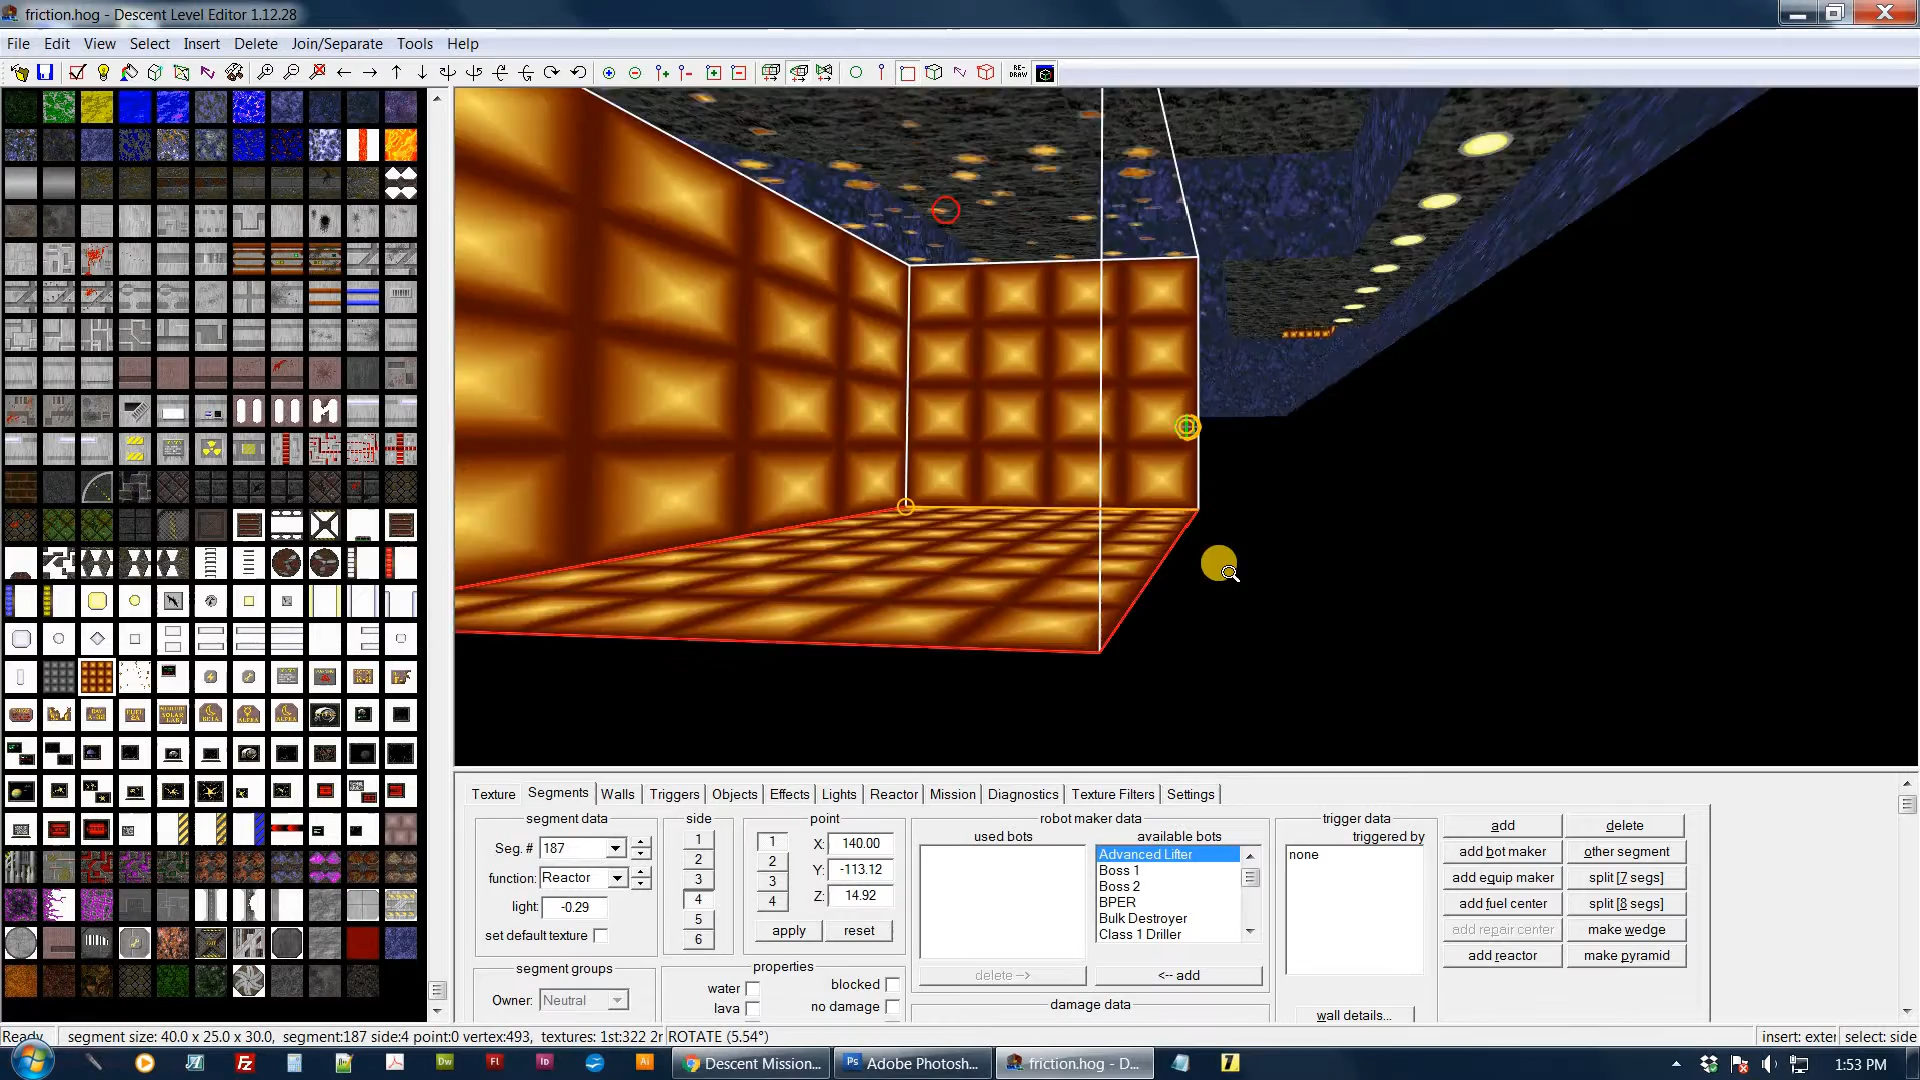 friction.hog - Descent Level Editor 1.12.28
File Edit View Select Insert Delete Join/Separate Tools Help
RE-
DRAW
Texture Segments Walls Triggers Objects Effects Lights Reactor Mission Diagnostics Texture Filters Settings
segment data side point robot maker data trigger data
used bots available bots triggered by
Seg.# 187
function: Reactor
light: -0.29
set default texture
segment groups
Owner: Neutral
1
2
3
4
5
6
1
2
3
4
X: 140.00
Y: -113.12
Z: 14.92
apply reset
properties
water blocked
lava no damage
Advanced Lifter
Boss 1
Boss 2
BPER
Bulk Destroyer
Class 1 Driller
delete -> <-- add
damage data
none
wall details...
add delete
add bot maker other segment
add equip maker split [7 segs]
add fuel center split [8 segs]
add repair center make wedge
add reactor make pyramid
Ready segment size: 40.0 x 25.0 x 30.0, segment:187 side:4 point:0 vertex:493, textures: 1st:322 2r ROTATE (5.54°) insert: exter select: side
Descent Mission... Adobe Photosh... friction.hog - D... 1:53 PM